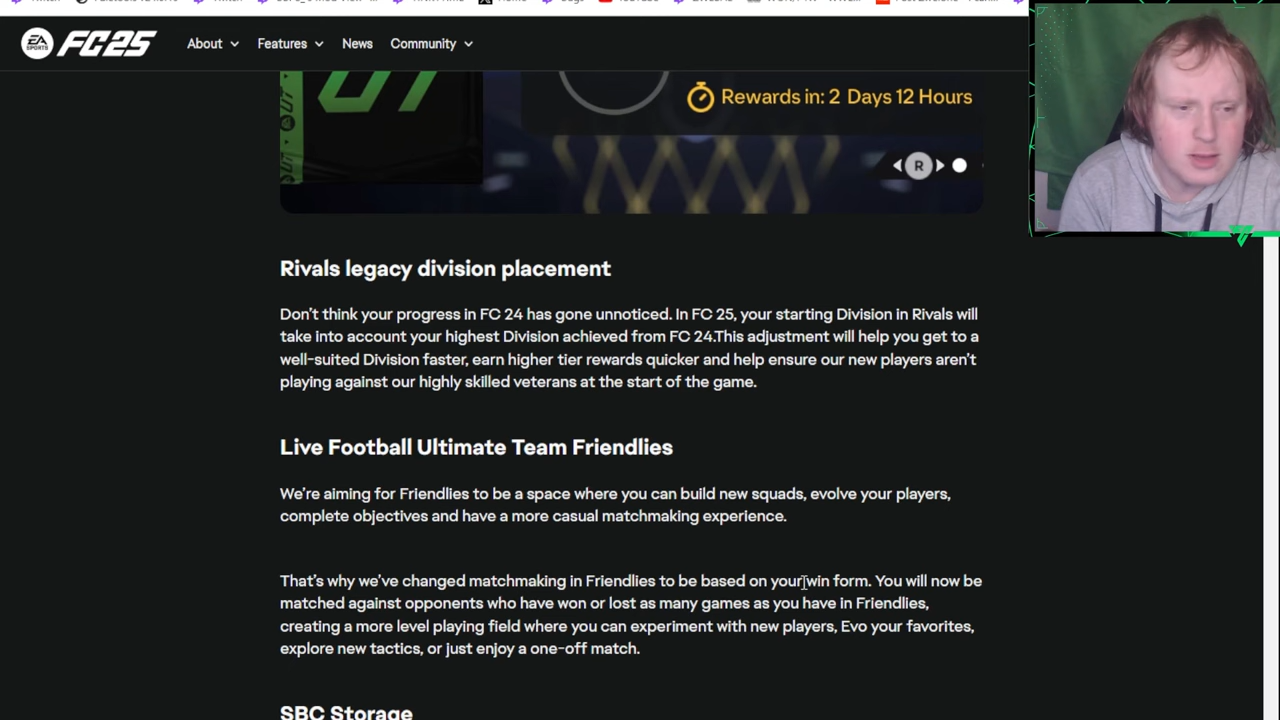 EA SPORTS FC25 About Features News Community
UT
Rewards in: 2 Days 12 Hours
R
Rivals legacy division placement
Don't think your progress in FC 24 has gone unnoticed. In FC 25, your starting Division in Rivals will
take into account your highest Division achieved from FC 24.This adjustment will help you get to a
well-suited Division faster, earn higher tier rewards quicker and help ensure our new players aren't
playing against our highly skilled veterans at the start of the game.
Live Football Ultimate Team Friendlies
We're aiming for Friendlies to be a space where you can build new squads, evolve your players,
complete objectives and have a more casual matchmaking experience.
That's why we've changed matchmaking in Friendlies to be based on your win form. You will now be
matched against opponents who have won or lost as many games as you have in Friendlies,
creating a more level playing field where you can experiment with new players, Evo your favorites,
explore new tactics, or just enjoy a one-off match.
SBC Storage